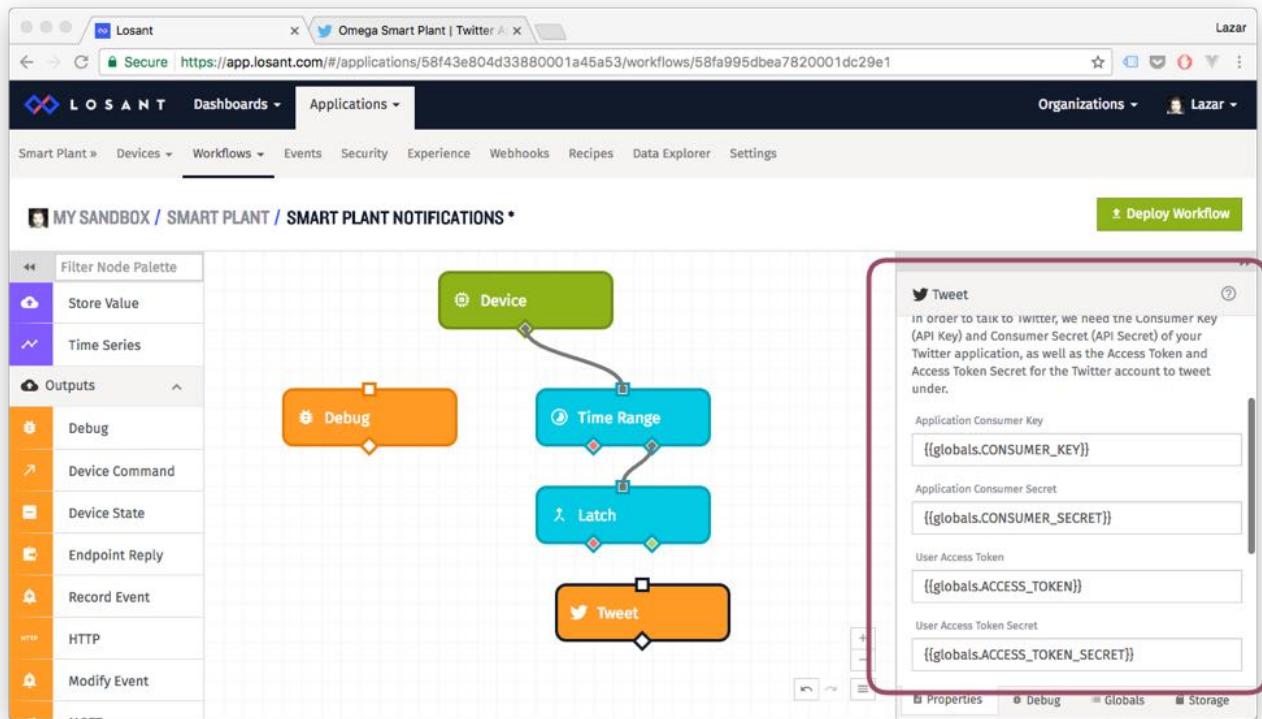 Losant
Omega Smart Plant | Twitter A
Lazar
Secure
https://app.losant.com/#/applications/58f43e804d33880001a45a53/workflows/58fa995dbea7820001dc29e1
LOSANT
Dashboards
Applications
Organizations
Lazar
Smart Plant »
Devices
Workflows
Events
Security
Experience
Webhooks
Recipes
Data Explorer
Settings
MY SANDBOX / SMART PLANT / SMART PLANT NOTIFICATIONS *
Deploy Workflow
Filter Node Palette
Store Value
Time Series
Outputs
Debug
Device Command
Device State
Endpoint Reply
Record Event
HTTP
HTTP
Modify Event
Device
Debug
Time Range
Latch
Tweet
Tweet
In order to talk to Twitter, we need the Consumer Key
(API Key) and Consumer Secret (API Secret) of your
Twitter application, as well as the Access Token and
Access Token Secret for the Twitter account to tweet
under.
Application Consumer Key
{{globals.CONSUMER_KEY}}
Application Consumer Secret
{{globals.CONSUMER_SECRET}}
User Access Token
{{globals.ACCESS_TOKEN}}
User Access Token Secret
{{globals.ACCESS_TOKEN_SECRET}}
Properties
Debug
Globals
Storage